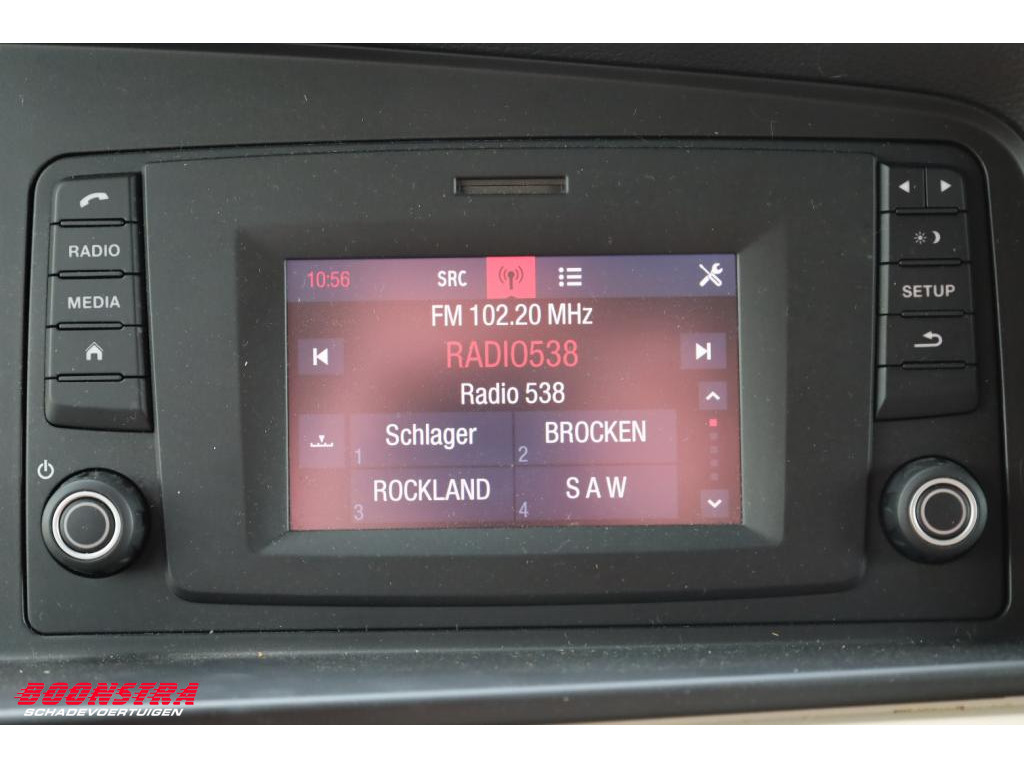 RADIO
MEDIA
SETUP
10:56 SRC
FM 102.20 MHz
RADIO538
Radio 538
1 Schlager
2 BROCKEN
3 ROCKLAND
4 S A W
BOONSTRA
SCHADEVOERTUIGEN